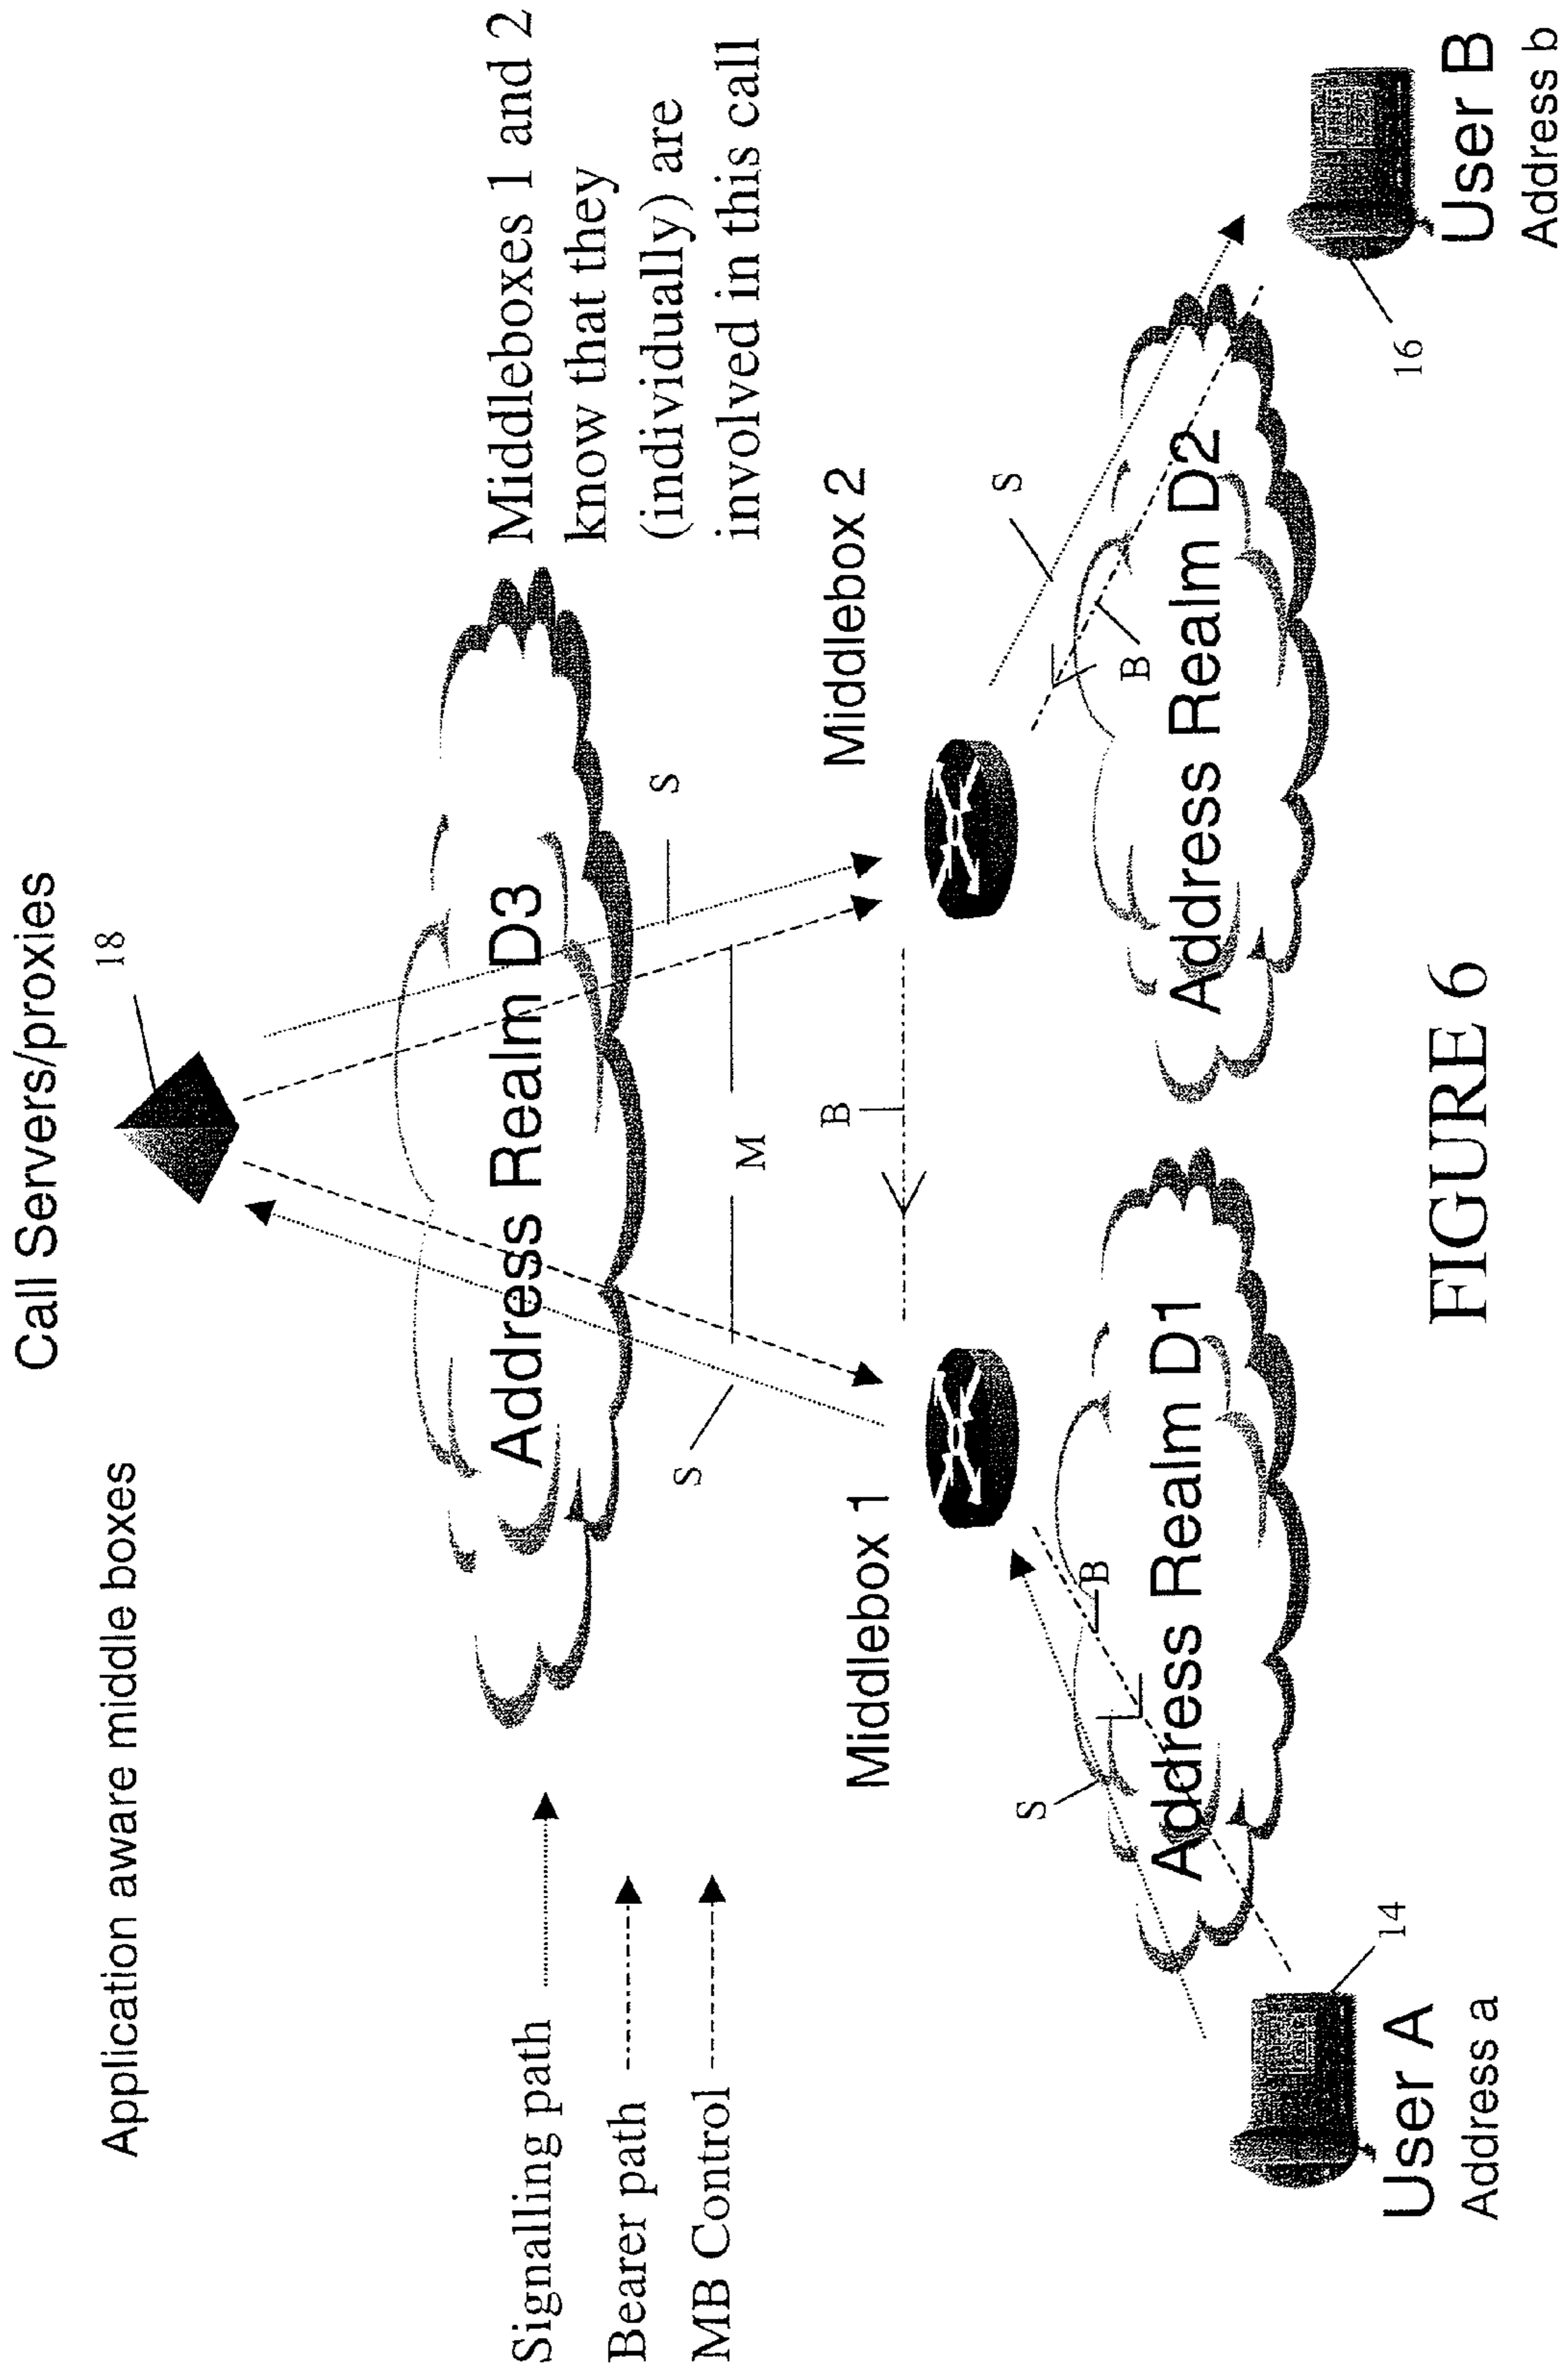 Call Servers/proxies
18
Application aware middle boxes
Signalling path
Bearer path
MB Control
Address Realm D3
Middleboxes 1 and 2
know that they
(individually) are
involved in this call
S
S
M
B
Middlebox 1
Middlebox 2
S
B
S
B
Address Realm D1
Address Realm D2
14
16
User A
Address a
User B
Address b
FIGURE 6